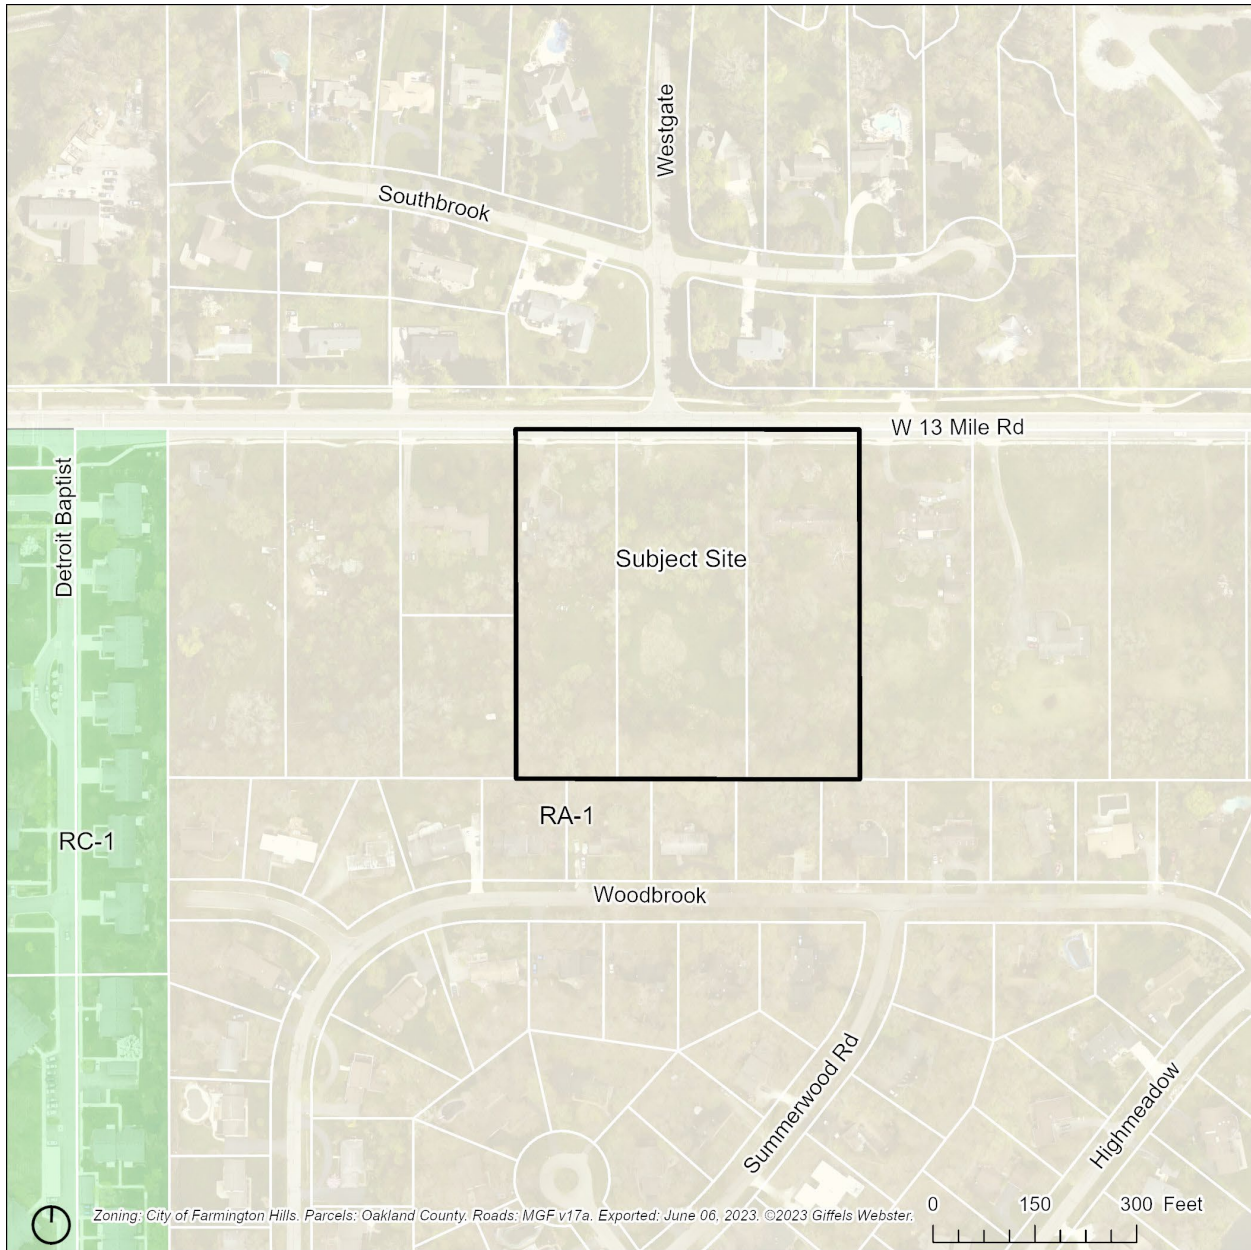 Westgate
Southbrook
W 13 Mile Rd
Detroit Baptist
Subject Site
RA-1
RC-1
Woodbrook
Summerwood Rd
Highmeadow
0 150 300 Feet
Zoning: City of Farmington Hills. Parcels: Oakland County. Roads: MGF v17a. Exported: June 06, 2023. ©2023 Giffels Webster.